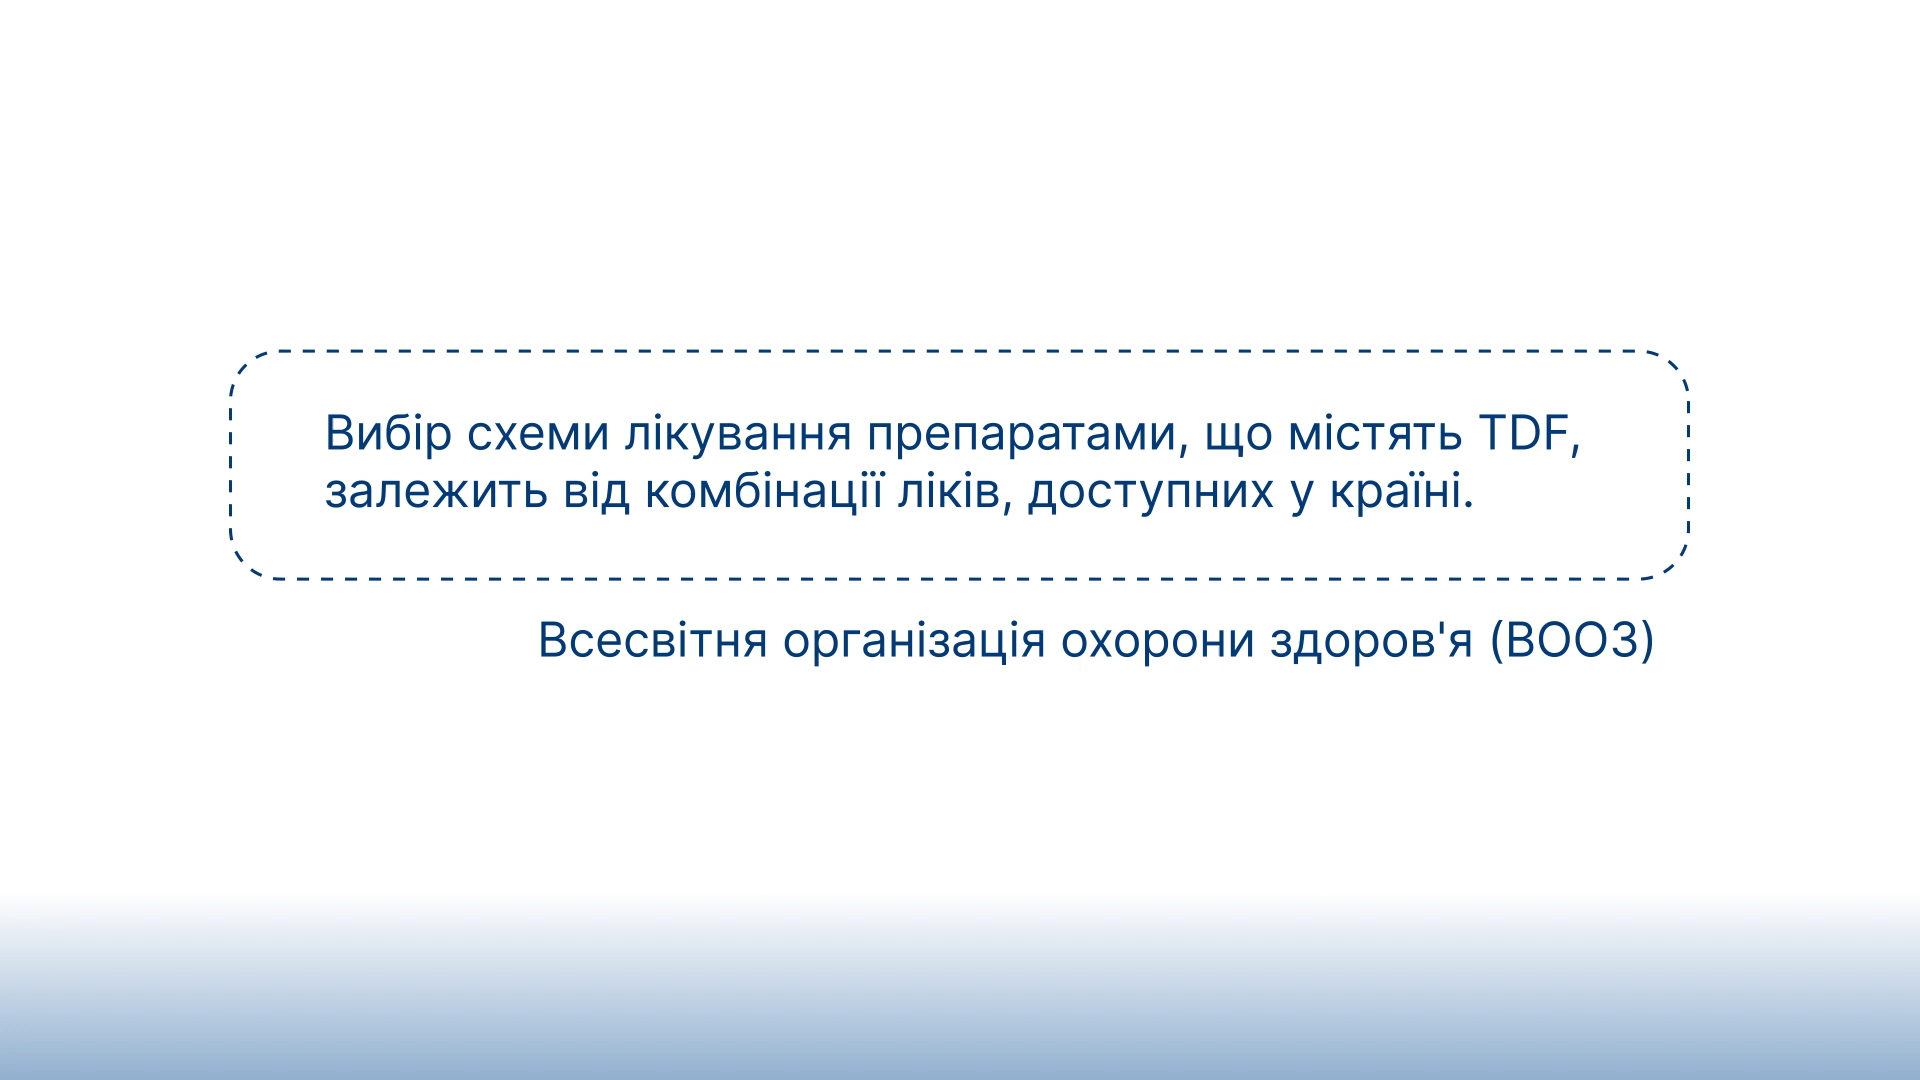 Вибір схеми лікування препаратами, що містять TDF,
залежить від комбінації ліків, доступних у країні.
Всесвітня організація охорони здоров'я (ВООЗ)